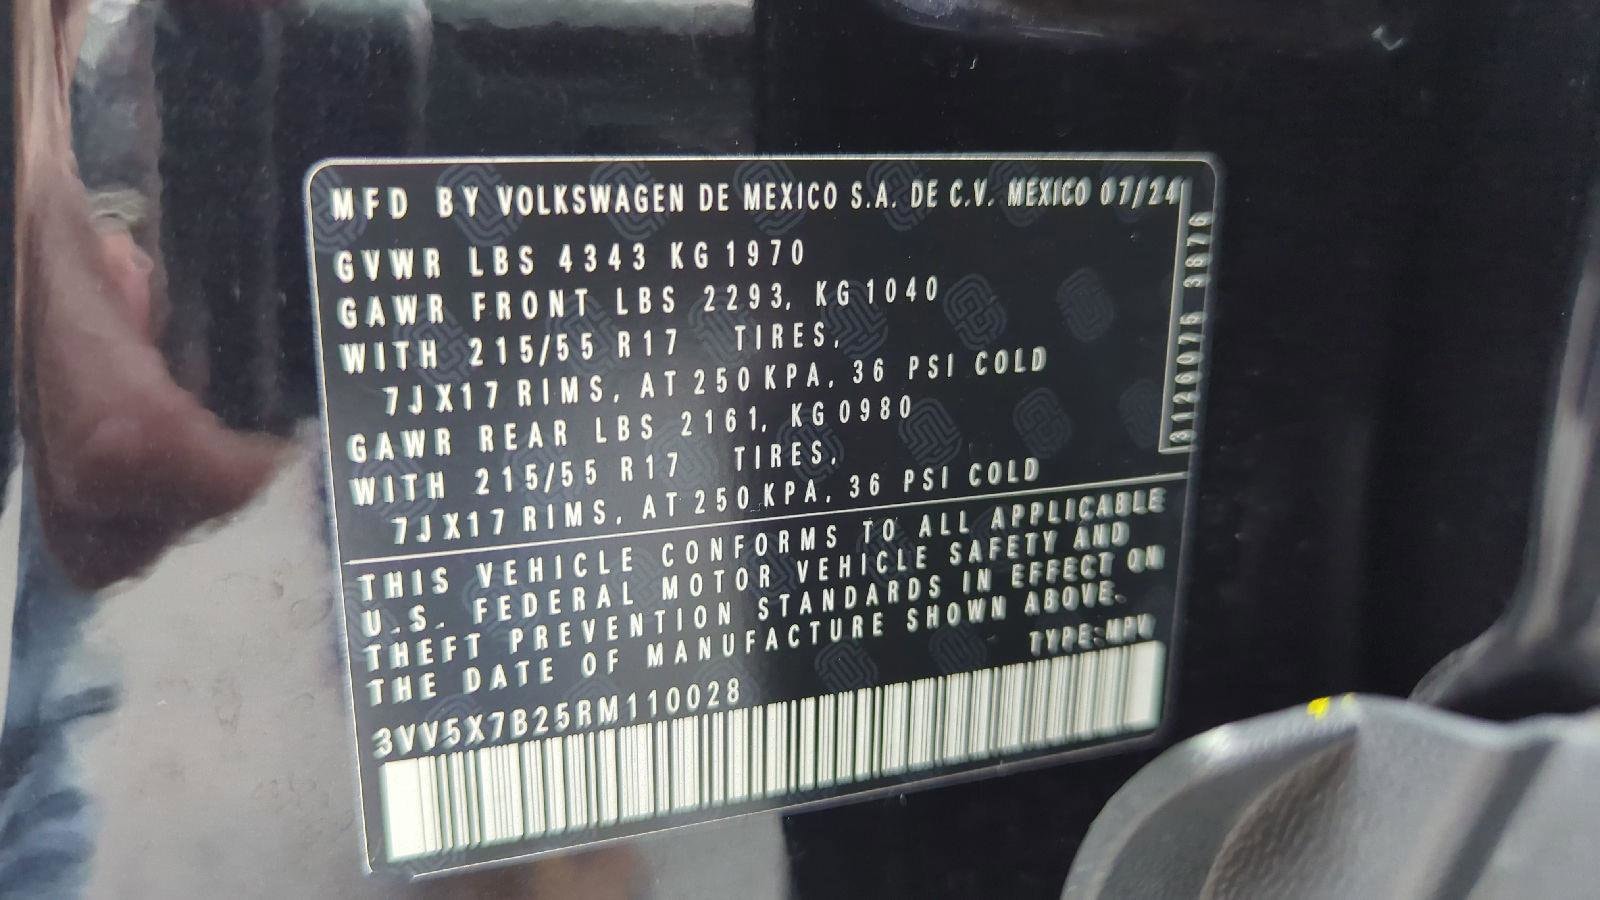 MFD BY VOLKSWAGEN DE MEXICO S.A. DE C.V. MEXICO 07/24
GVWR LBS 4343 KG 1970
GAWR FRONT LBS 2293, KG 1040
WITH 215/55 R17 TIRES,
7JX17 RIMS, AT 250 KPA, 36 PSI COLD
GAWR REAR LBS 2161, KG 0980
WITH 215/55 R17 TIRES,
7JX17 RIMS, AT 250 KPA, 36 PSI COLD
THIS VEHICLE CONFORMS TO ALL APPLICABLE
U.S. FEDERAL MOTOR VEHICLE SAFETY AND
THEFT PREVENTION STANDARDS IN EFFECT ON
THE DATE OF MANUFACTURE SHOWN ABOVE.
TYPE:MPV
3VV5X7B25RM110028